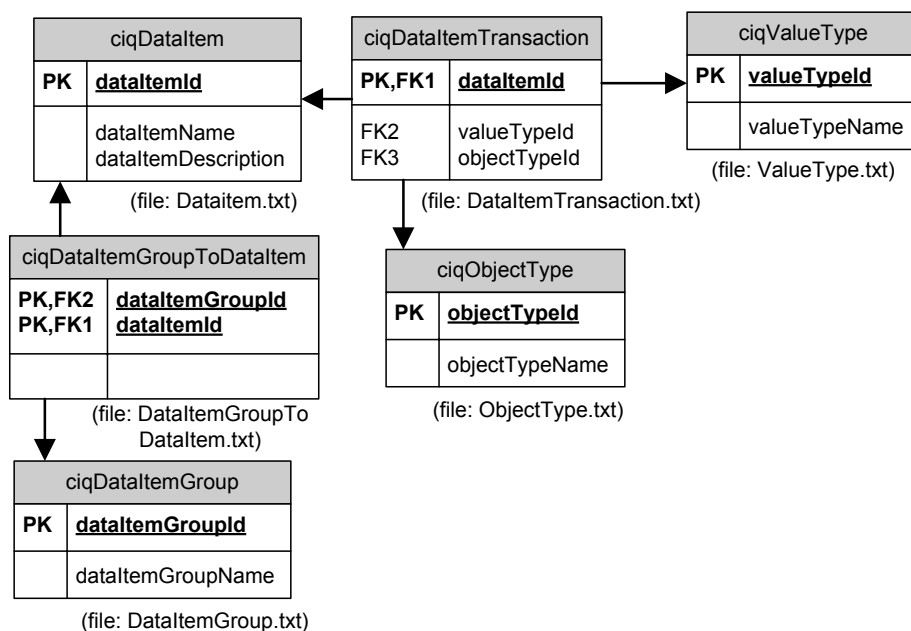 ciqDataItem
PK dataItemId
dataItemName
dataItemDescription
(file: Dataitem.txt)
ciqDataItemTransaction
PK,FK1 dataItemId
FK2 valueTypeId
FK3 objectTypeId
(file: DataItemTransaction.txt)
ciqValueType
PK valueTypeId
valueTypeName
(file: ValueType.txt)
ciqDataItemGroupToDataItem
PK,FK2 dataItemGroupId
PK,FK1 dataItemId
(file: DataItemGroupTo
DataItem.txt)
ciqObjectType
PK objectTypeId
objectTypeName
(file: ObjectType.txt)
ciqDataItemGroup
PK dataItemGroupId
dataItemGroupName
(file: DataItemGroup.txt)